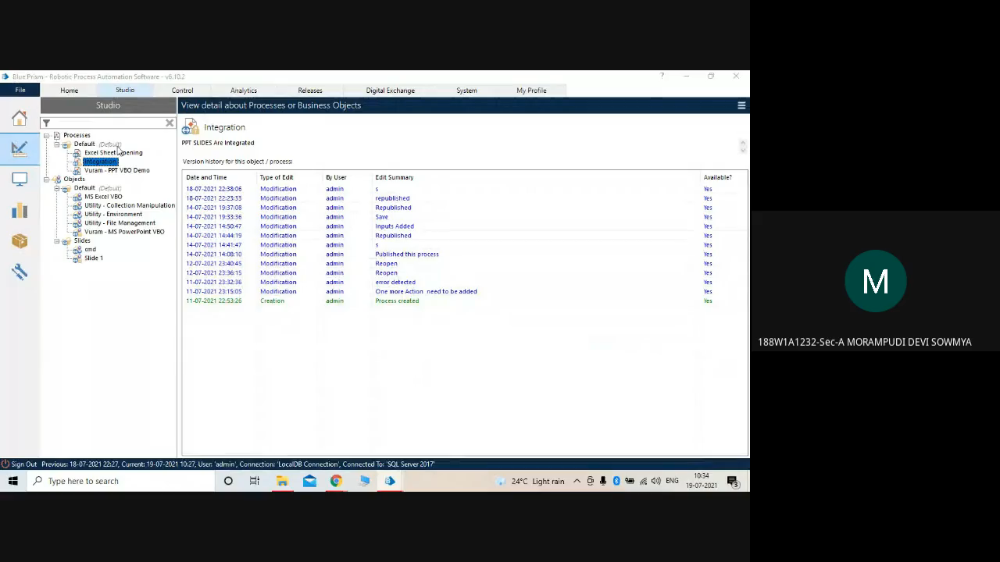 Blue Prism - Robotic Process Automation Software - v6.10.2
?
File
Home
Studio
Control
Analytics
Releases
Digital Exchange
System
My Profile
Studio
View detail about Processes or Business Objects
Processes
Default (Default)
Excel Sheet Opening
Integration
Vuram - PPT VBO Demo
Objects
Default (Default)
MS Excel VBO
Utility - Collection Manipulation
Utility - Environment
Utility - File Management
Vuram - MS PowerPoint VBO
Slides
cmd
Slide 1
Integration
PPT SLIDES Are Integrated
Version history for this object / process:
Date and Time Type of Edit By User Edit Summary Available?
18-07-2021 22:38:06 Modification admin s Yes
18-07-2021 22:23:33 Modification admin republished Yes
14-07-2021 19:37:08 Modification admin Republished Yes
14-07-2021 19:33:36 Modification admin Save Yes
14-07-2021 14:50:47 Modification admin Inputs Added Yes
14-07-2021 14:44:19 Modification admin Republished Yes
14-07-2021 14:41:47 Modification admin s Yes
14-07-2021 14:08:10 Modification admin Published this process Yes
12-07-2021 23:40:45 Modification admin Reopen Yes
12-07-2021 23:36:15 Modification admin Reopen Yes
11-07-2021 23:32:36 Modification admin error detected Yes
11-07-2021 23:15:05 Modification admin One more Action need to be added Yes
11-07-2021 22:53:26 Creation admin Process created Yes
Sign Out Previous: 18-07-2021 22:27, Current: 19-07-2021 10:27, User: 'admin', Connection: 'LocalDB Connection', Connected To: 'SQL Server 2017'
Type here to search
24°C Light rain
ENG
10:34
19-07-2021
3
M
188W1A1232-Sec-A MORAMPUDI DEVI SOWMYA